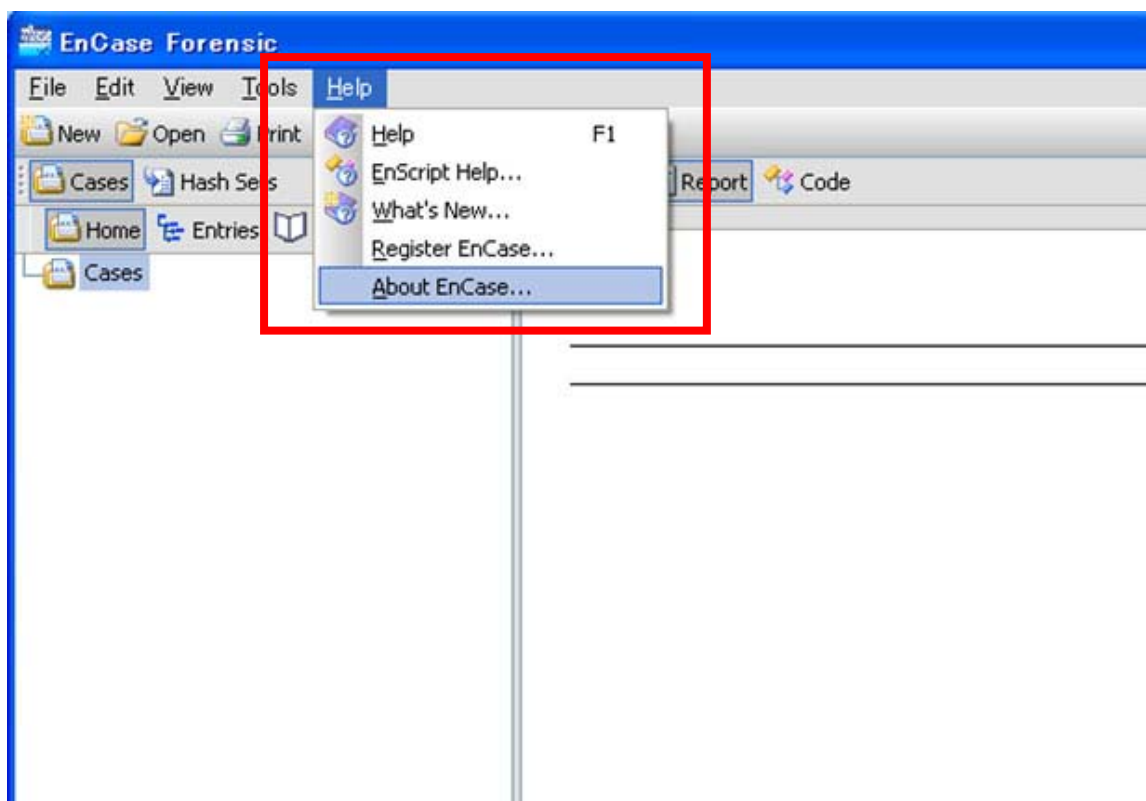 EnCase Forensic
File Edit View Tools Help
New Open Print
Cases Hash Sets Report Code
Home Entries
Cases
Help F1
EnScript Help...
What's New...
Register EnCase...
About EnCase...